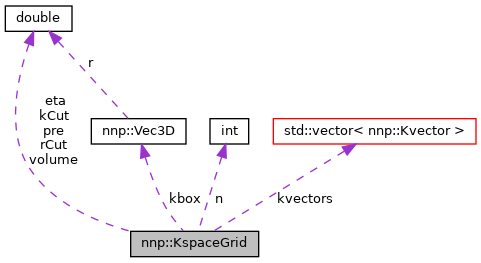 double
r
eta
kCut
pre
rCut
volume
nnp::Vec3D
int
std::vector< nnp::Kvector >
kbox
n
kvectors
nnp::KspaceGrid